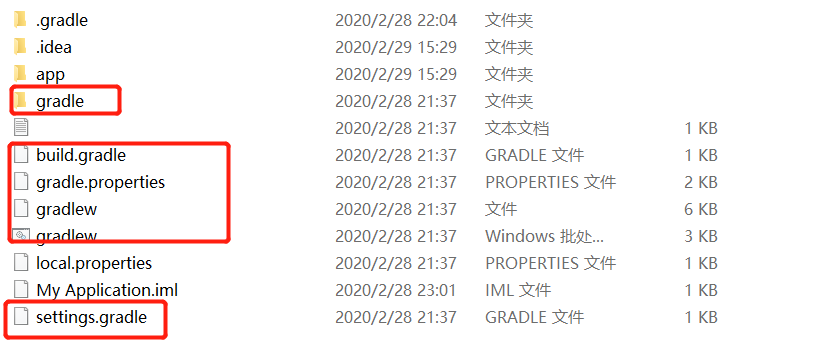 .gradle 2020/2/28 22:04 文件夹
.idea 2020/2/29 15:29 文件夹
app 2020/2/29 15:29 文件夹
gradle 2020/2/28 21:37 文件夹
2020/2/28 21:37 文本文档 1 KB
build.gradle 2020/2/28 21:37 GRADLE 文件 1 KB
gradle.properties 2020/2/28 21:37 PROPERTIES 文件 2 KB
gradlew 2020/2/28 21:37 文件 6 KB
gradlew 2020/2/28 21:37 Windows 批处... 3 KB
local.properties 2020/2/28 21:37 PROPERTIES 文件 1 KB
My Application.iml 2020/2/28 23:01 IML 文件 1 KB
settings.gradle 2020/2/28 21:37 GRADLE 文件 1 KB